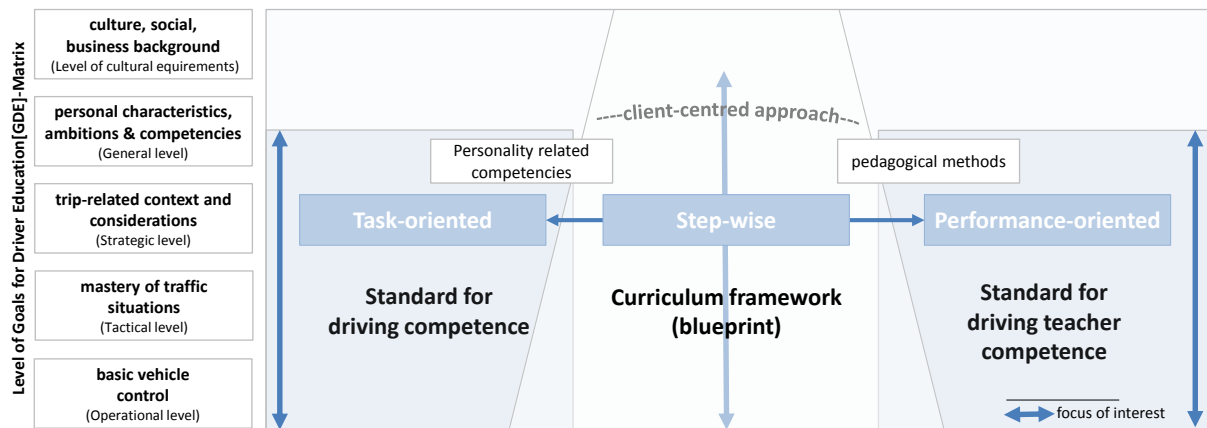 Level of Goals for Driver Education[GDE]-Matrix
culture, social,
business background
(Level of cultural equirements)
personal characteristics,
ambitions & competencies
(General level)
trip-related context and
considerations
(Strategic level)
mastery of traffic
situations
(Tactical level)
basic vehicle
control
(Operational level)
----client-centred approach----
Personality related
competencies
pedagogical methods
Task-oriented
Step-wise
Performance-oriented
Standard for
driving competence
Curriculum framework
(blueprint)
Standard for
driving teacher
competence
focus of interest